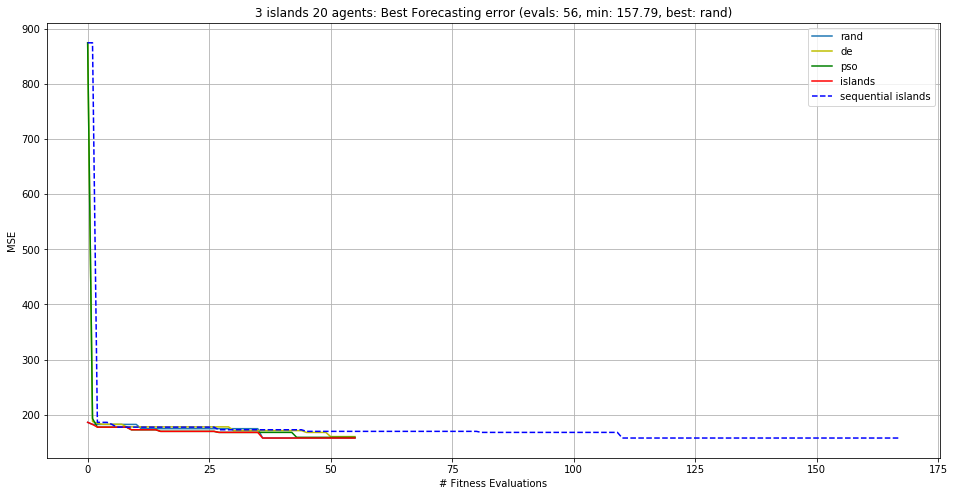 3 islands 20 agents: Best Forecasting error (evals: 56, min: 157.79, best: rand)
900
800
700
600
500
400
300
200
MSE
0 25 50 75 100 125 150 175
# Fitness Evaluations
rand
de
pso
islands
sequential islands